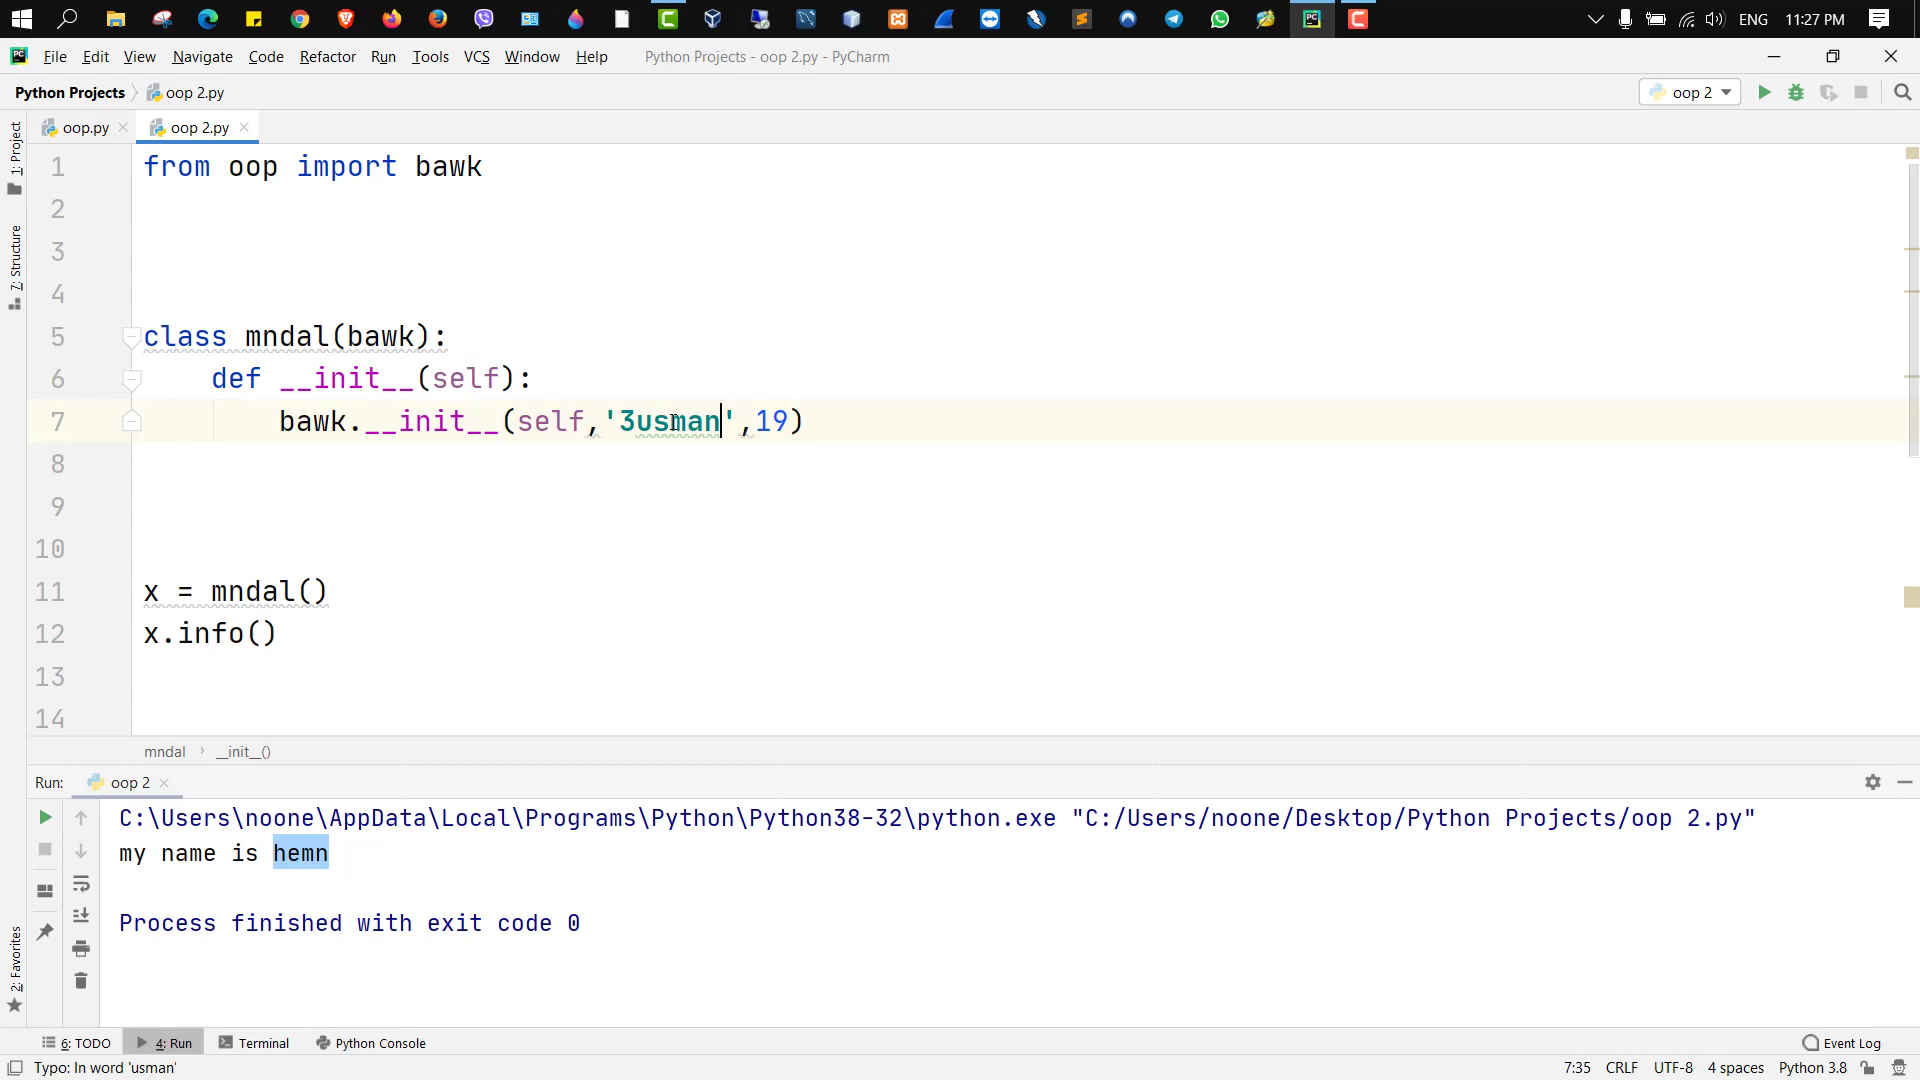 ENG 11:27 PM
File Edit View Navigate Code Refactor Run Tools VCS Window Help Python Projects - oop 2.py - PyCharm
Python Projects oop 2.py oop 2
oop.py oop 2.py
1: Project
7: Structure
2: Favorites
1 from oop import bawk
2
3
4
5 class mndal(bawk):
6 def __init__(self):
7 bawk.__init__(self,'3usman',19)
8
9
10
11 x = mndal()
12 x.info()
13
14
mndal __init__()
Run: oop 2
C:\Users\noone\AppData\Local\Programs\Python\Python38-32\python.exe "C:/Users/noone/Desktop/Python Projects/oop 2.py"
my name is hemn
Process finished with exit code 0
6: TODO 4: Run Terminal Python Console Event Log
Typo: In word 'usman' 7:35 CRLF UTF-8 4 spaces Python 3.8